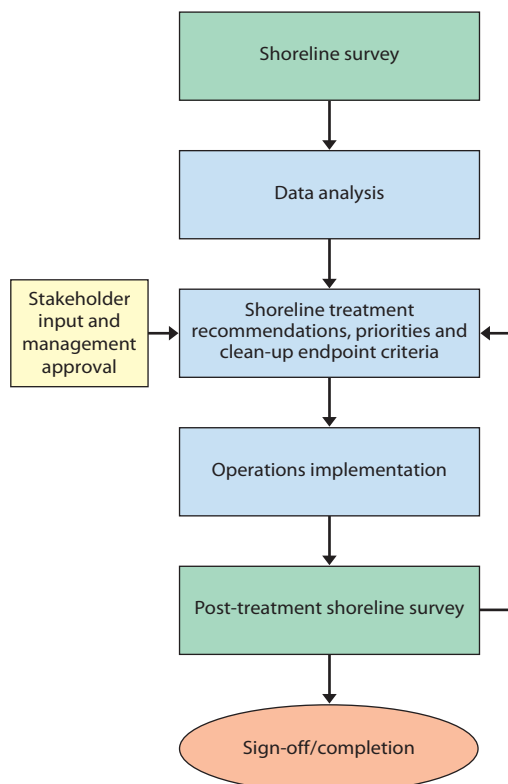 Shoreline survey
Data analysis
Stakeholder
input and
management
approval
Shoreline treatment
recommendations, priorities and
clean-up endpoint criteria
Operations implementation
Post-treatment shoreline survey
Sign-off/completion